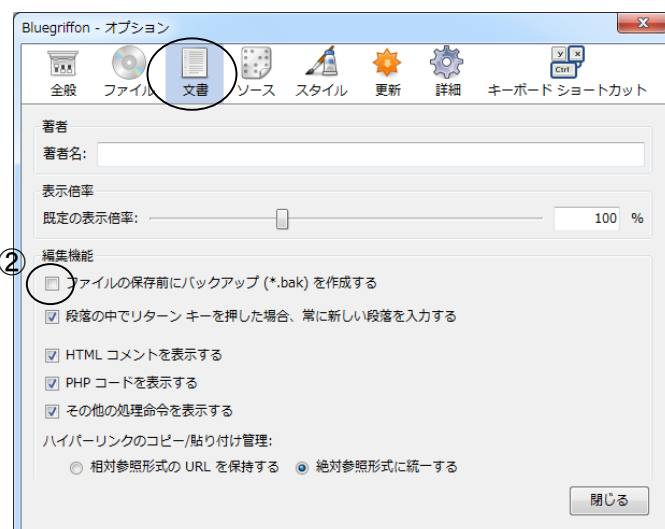 Bluegriffon - オプション
全般 ファイル 文書 ソース スタイル 更新 詳細 キーボード ショートカット
著者
著者名:
表示倍率
既定の表示倍率: 100 %
② 編集機能
ファイルの保存前にバックアップ (*.bak) を作成する
段落の中でリターン キーを押した場合、常に新しい段落を入力する
HTML コメントを表示する
PHP コードを表示する
その他の処理命令を表示する
ハイパーリンクのコピー/貼り付け管理:
相対参照形式の URL を保持する 絶対参照形式に統一する
閉じる